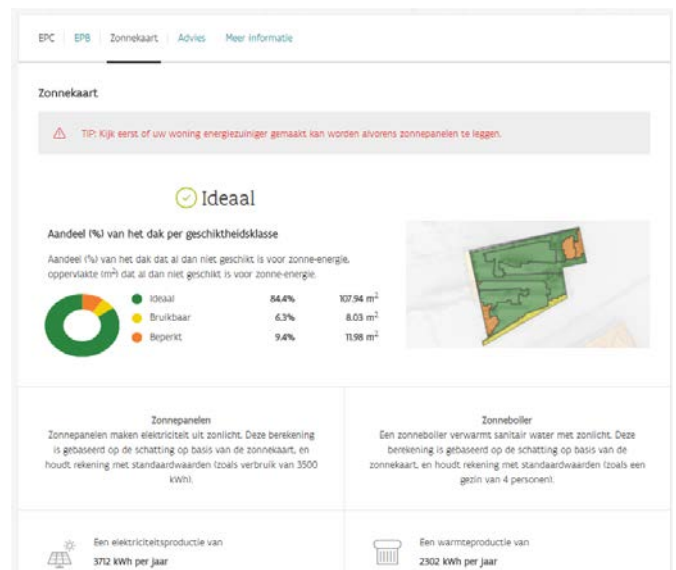 EPC EPB Zonnekaart Advies Meer informatie
Zonnekaart
TIP: Kijk eerst of uw woning energiezuiniger gemaakt kan worden alvorens zonnepanelen te leggen.
Ideaal
Aandeel (%) van het dak per geschiktheidsklasse
Aandeel (%) van het dak dat al dan niet geschikt is voor zonne-energie,
oppervlakte (m²) dat al dan niet geschikt is voor zonne-energie.
Ideaal 84.4% 107.94 m²
Bruikbaar 6.3% 8.03 m²
Beperkt 9.4% 11.98 m²
Zonnepanelen
Zonnepanelen maken elektriciteit uit zonlicht. Deze berekening
is gebaseerd op de schatting op basis van de zonnekaart, en
houdt rekening met standaardwaarden (zoals verbruik van 3500
kWh).
Zonneboiler
Een zonneboiler verwarmt sanitair water met zonlicht. Deze
berekening is gebaseerd op de schatting op basis van de
zonnekaart, en houdt rekening met standaardwaarden (zoals een
gezin van 4 personen).
Een elektriciteitsproductie van
3712 kWh per jaar
Een warmteproductie van
2302 kWh per jaar